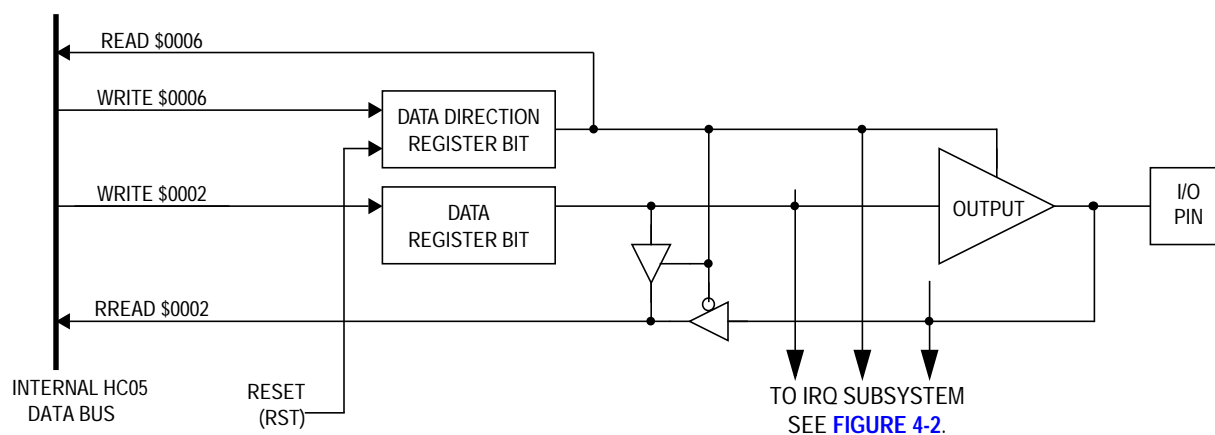 READ $0006
WRITE $0006
DATA DIRECTION
REGISTER BIT
WRITE $0002
DATA
REGISTER BIT
OUTPUT
I/O
PIN
RREAD $0002
INTERNAL HC05
DATA BUS
RESET
(RST)
TO IRQ SUBSYSTEM
SEE FIGURE 4-2.